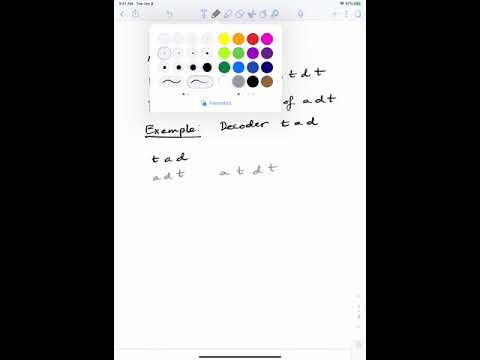 9:41 AM Tue Jan 9
t d t
of a d t
Favorites
Example: Decoder t a d
t a d
a d t a t d t